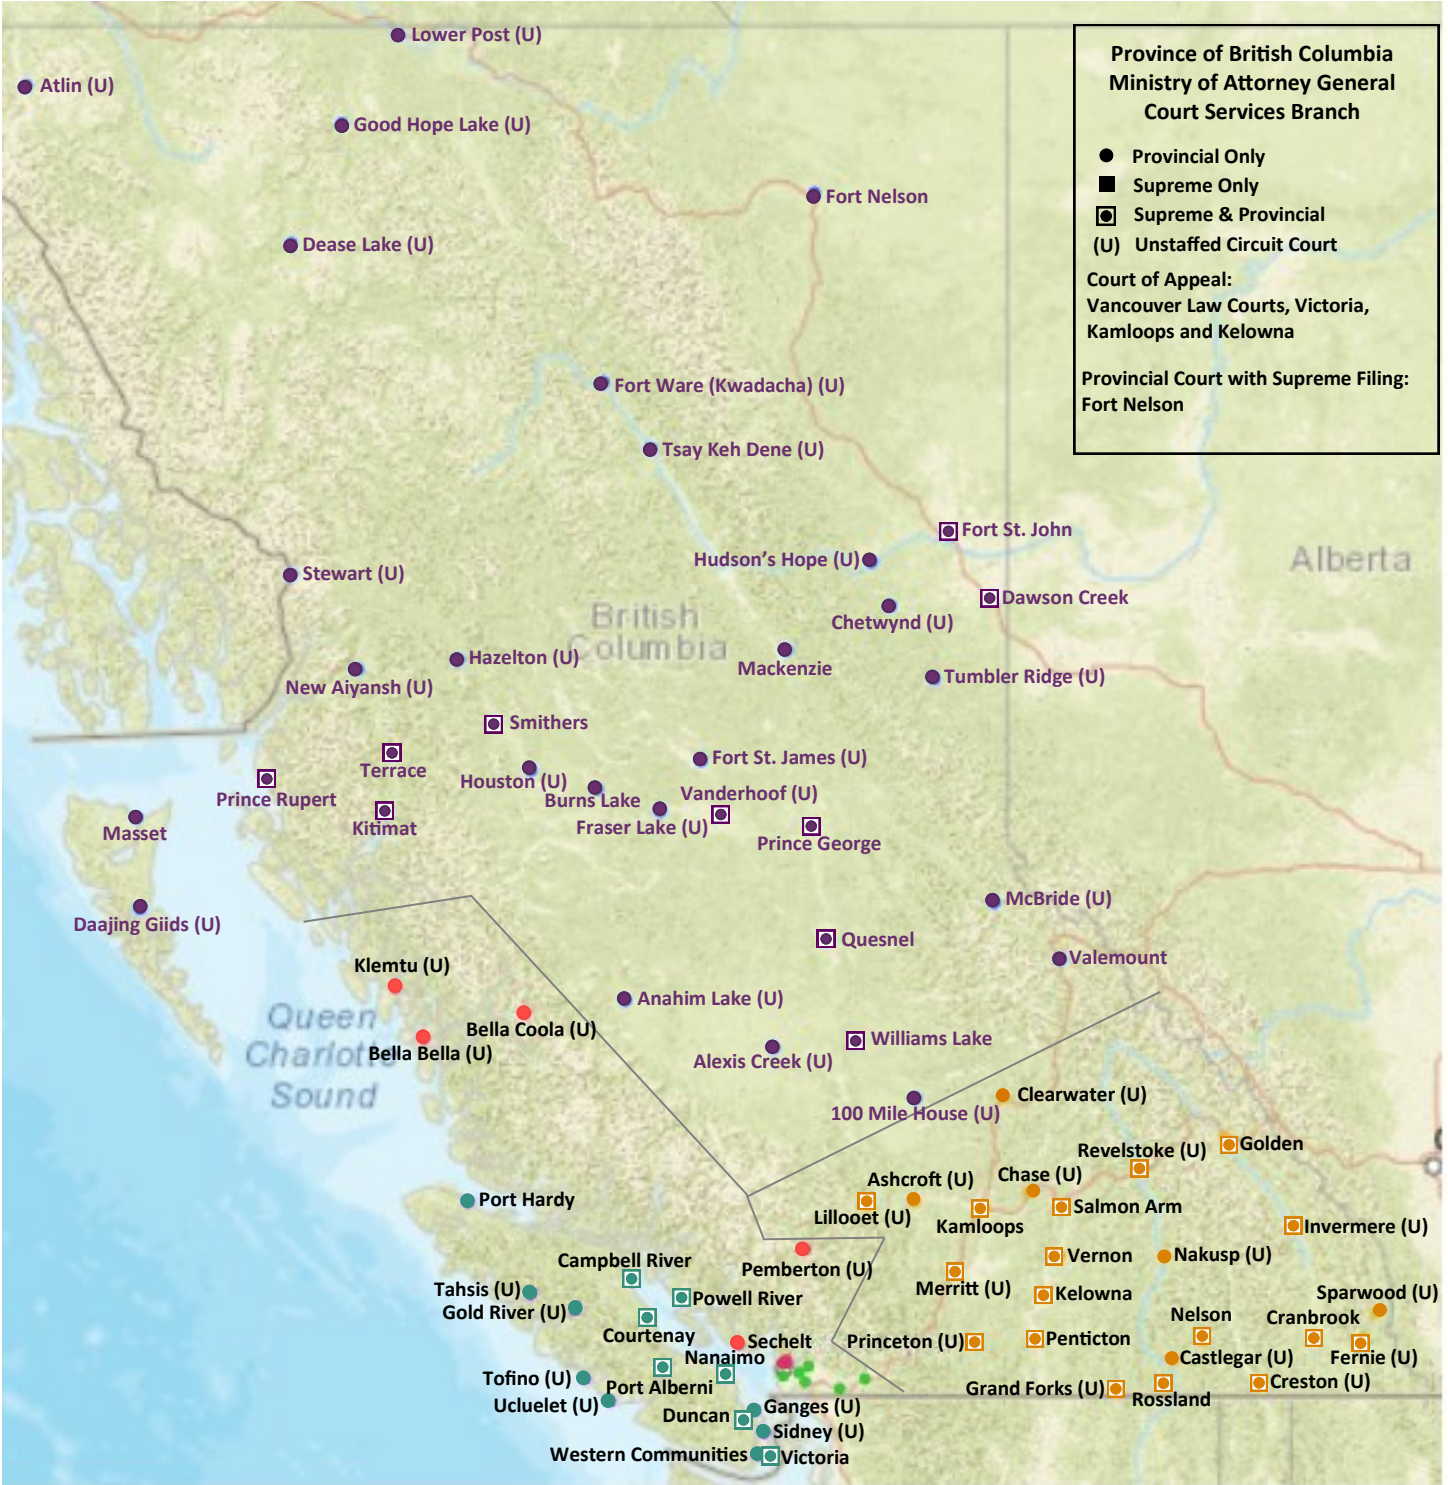 Lower Post (U)
Atlin (U)
Good Hope Lake (U)
Fort Nelson
Dease Lake (U)
Province of British Columbia
Ministry of Attorney General
Court Services Branch
Provincial Only
Supreme Only
Supreme & Provincial
(U) Unstaffed Circuit Court
Court of Appeal:
Vancouver Law Courts, Victoria,
Kamloops and Kelowna
Provincial Court with Supreme Filing:
Fort Nelson
Fort Ware (Kwadacha) (U)
Tsay Keh Dene (U)
Fort St. John
Hudson's Hope (U)
Alberta
Stewart (U)
Dawson Creek
British
Columbia
Chetwynd (U)
Hazelton (U)
Mackenzie
New Aiyansh (U)
Tumbler Ridge (U)
Smithers
Terrace
Fort St. James (U)
Houston (U)
Prince Rupert
Burns Lake
Vanderhoof (U)
Masset
Kitimat
Fraser Lake (U)
Prince George
McBride (U)
Daajing Giids (U)
Quesnel
Valemount
Klemtu (U)
Anahim Lake (U)
Queen
Charlotte
Sound
Bella Coola (U)
Bella Bella (U)
Williams Lake
Alexis Creek (U)
Clearwater (U)
100 Mile House (U)
Golden
Revelstoke (U)
Chase (U)
Ashcroft (U)
Port Hardy
Salmon Arm
Lillooet (U)
Kamloops
Invermere (U)
Campbell River
Pemberton (U)
Vernon
Nakusp (U)
Tahsis (U)
Merritt (U)
Kelowna
Sparwood (U)
Powell River
Gold River (U)
Nelson
Cranbrook
Courtenay
Sechelt
Princeton (U)
Penticton
Nanaimo
Castlegar (U)
Fernie (U)
Tofino (U)
Port Alberni
Grand Forks (U)
Creston (U)
Rossland
Ucluelet (U)
Ganges (U)
Duncan
Sidney (U)
Western Communities
Victoria